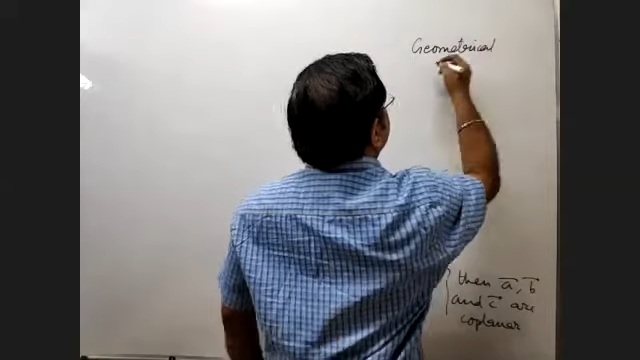 Geometrical
then a⃗, b⃗
and c⃗ are
coplanar